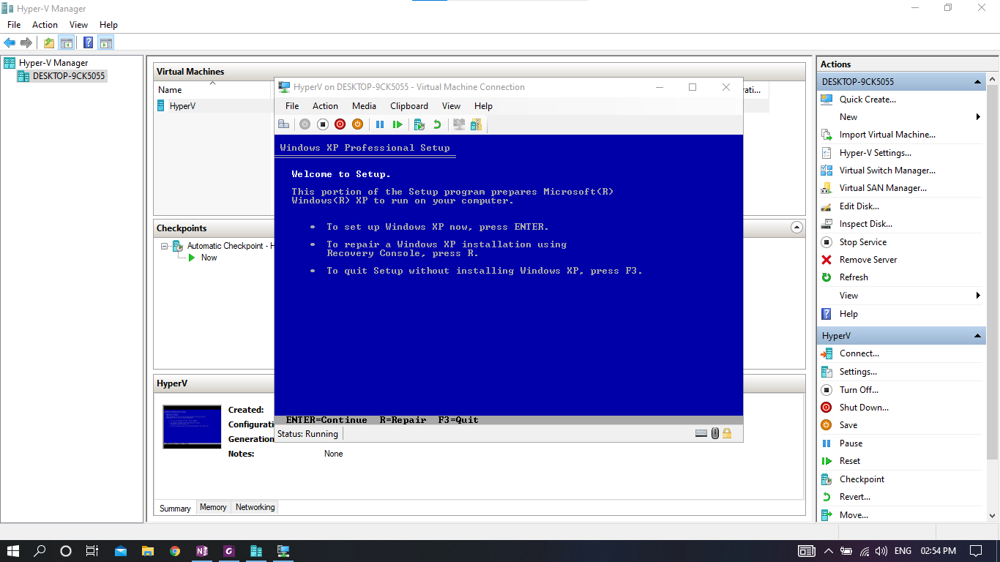 Hyper-V Manager
File Action View Help
Hyper-V Manager
DESKTOP-9CK5055
Virtual Machines
Name
HyperV
Checkpoints
Automatic Checkpoint - H
Now
HyperV
Created:
Configurati
Generation
Notes: None
Summary Memory Networking
HyperV on DESKTOP-9CK5055 - Virtual Machine Connection
File Action Media Clipboard View Help
Windows XP Professional Setup
Welcome to Setup.
This portion of the Setup program prepares Microsoft(R)
Windows(R) XP to run on your computer.
• To set up Windows XP now, press ENTER.
• To repair a Windows XP installation using
Recovery Console, press R.
• To quit Setup without installing Windows XP, press F3.
ENTER=Continue R=Repair F3=Quit
Status: Running
rati...
Actions
DESKTOP-9CK5055
Quick Create...
New
Import Virtual Machine...
Hyper-V Settings...
Virtual Switch Manager...
Virtual SAN Manager...
Edit Disk...
Inspect Disk...
Stop Service
Remove Server
Refresh
View
Help
HyperV
Connect...
Settings...
Turn Off...
Shut Down...
Save
Pause
Reset
Checkpoint
Revert...
Move...
ENG 02:54 PM